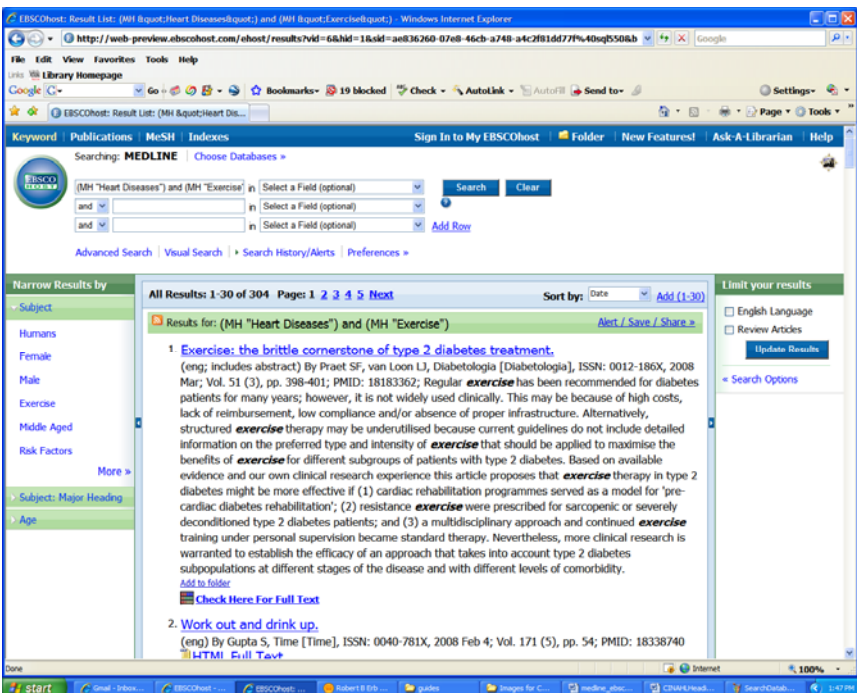 EBSCOhost: Result List: (MH &quot;Heart Diseases&quot;) and (MH &quot;Exercise&quot;) - Windows Internet Explorer
http://web-preview.ebscohost.com/ehost/results?vid=6&hid=1&sid=ae836260-07e8-46cb-a748-a4c2f81dd77f%40sql550&b
Google
File Edit View Favorites Tools Help
Links Library Homepage
Google G Go Bookmarks 19 blocked Check AutoLink AutoFill Send to Settings
EBSCOhost: Result List: (MH &quot;Heart Dis... Page Tools
Keyword Publications MeSH Indexes Sign In to My EBSCOhost Folder New Features! Ask-A-Librarian Help
Searching: MEDLINE Choose Databases »
EBSCO
HOST
(MH "Heart Diseases") and (MH "Exercise" in Select a Field (optional) Search Clear
and in Select a Field (optional)
and in Select a Field (optional) Add Row
Advanced Search Visual Search Search History/Alerts Preferences »
Narrow Results by
Subject
Humans
Female
Male
Exercise
Middle Aged
Risk Factors
More »
Subject: Major Heading
Age
All Results: 1-30 of 304 Page: 1 2 3 4 5 Next Sort by: Date Add (1-30)
Results for: (MH "Heart Diseases") and (MH "Exercise") Alert / Save / Share »
1. Exercise: the brittle cornerstone of type 2 diabetes treatment.
(eng; includes abstract) By Praet SF, van Loon LJ, Diabetologia [Diabetologia], ISSN: 0012-186X, 2008
Mar; Vol. 51 (3), pp. 398-401; PMID: 18183362; Regular exercise has been recommended for diabetes
patients for many years; however, it is not widely used clinically. This may be because of high costs,
lack of reimbursement, low compliance and/or absence of proper infrastructure. Alternatively,
structured exercise therapy may be underutilised because current guidelines do not include detailed
information on the preferred type and intensity of exercise that should be applied to maximise the
benefits of exercise for different subgroups of patients with type 2 diabetes. Based on available
evidence and our own clinical research experience this article proposes that exercise therapy in type 2
diabetes might be more effective if (1) cardiac rehabilitation programmes served as a model for 'pre-
cardiac diabetes rehabilitation'; (2) resistance exercise were prescribed for sarcopenic or severely
deconditioned type 2 diabetes patients; and (3) a multidisciplinary approach and continued exercise
training under personal supervision became standard therapy. Nevertheless, more clinical research is
warranted to establish the efficacy of an approach that takes into account type 2 diabetes
subpopulations at different stages of the disease and with different levels of comorbidity.
Add to folder
Check Here For Full Text
2. Work out and drink up.
(eng) By Gupta S, Time [Time], ISSN: 0040-781X, 2008 Feb 4; Vol. 171 (5), pp. 54; PMID: 18338740
HTML Full Text
Limit your results
English Language
Review Articles
Update Results
« Search Options
Done Internet 100%
start Gmail - Inbox... EBSCOhost - ... EBSCOhost: ... Robert B Erb ... guides Images for C... medline_ebsc... CINAHLHeadi... SearchDatab... 1:47 PM